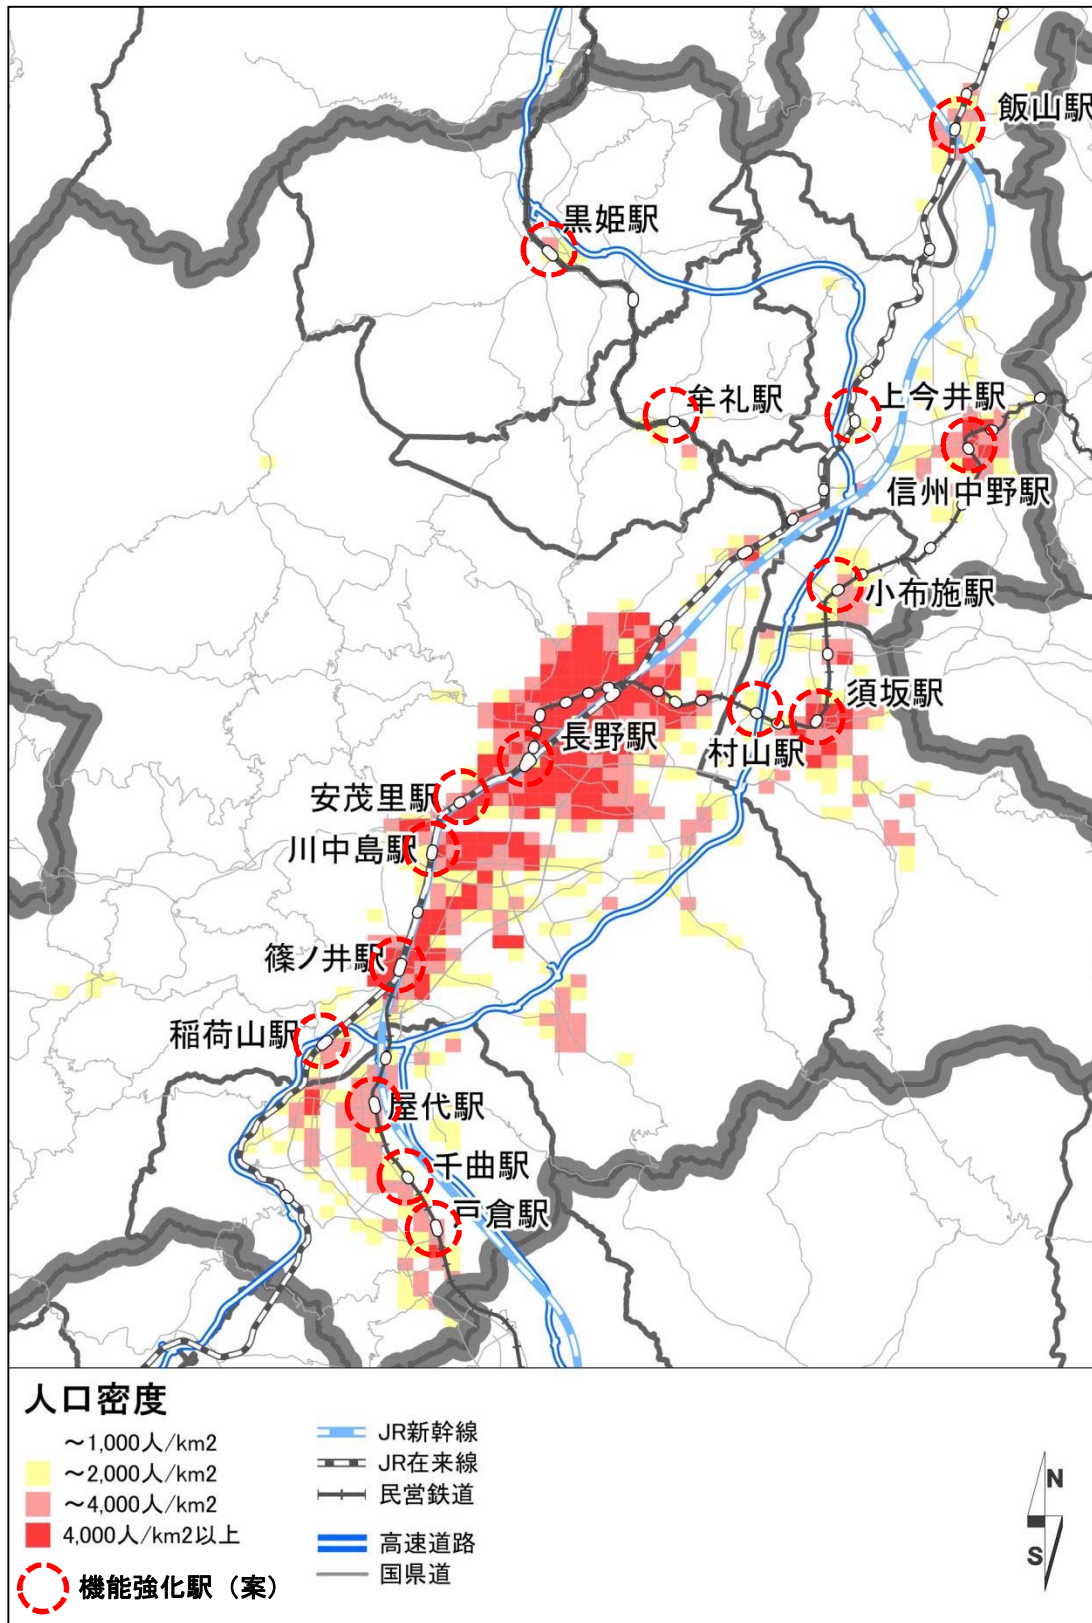 飯山駅
黒姫駅
牟礼駅
上今井駅
信州中野駅
小布施駅
須坂駅
村山駅
長野駅
安茂里駅
川中島駅
篠ノ井駅
稲荷山駅
屋代駅
千曲駅
戸倉駅
人口密度
～1,000人/km2
～2,000人/km2
～4,000人/km2
4,000人/km2以上
機能強化駅（案）
JR新幹線
JR在来線
民営鉄道
高速道路
国県道
N
S